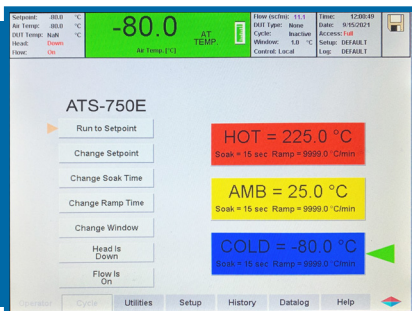 Setpoint: -80.0 °C
Air Temp: -80.0 °C
DUT Temp: NaN °C
Head: Down
Flow: On
-80.0
AT
TEMP.
Air Temp. [°C]
Flow (scfm): 11.1
DUT Type: None
Cycle: Inactive
Window: 1.0 °C
Control: Local
Time: 12:00:49
Date: 9/15/2021
Access: Full
Setup: DEFAULT
Log: DEFAULT
ATS-750E
Run to Setpoint
Change Setpoint
Change Soak Time
Change Ramp Time
Change Window
Head Is
Down
Flow Is
On
HOT = 225.0 °C
Soak = 15 sec Ramp = 9999.0 °C/min
AMB = 25.0 °C
Soak = 15 sec Ramp = 9999.0 °C/min
COLD = -80.0 °C
Soak = 15 sec Ramp = 9999.0 °C/min
Operator Cycle Utilities Setup History Datalog Help